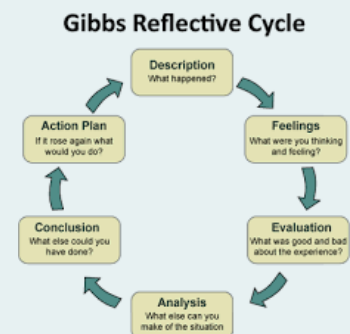 Gibbs Reflective Cycle
Description
What happened?
Feelings
What were you thinking
and feeling?
Evaluation
What was good and bad
about the experience?
Analysis
What else can you
make of the situation
Conclusion
What else could you
have done?
Action Plan
If it rose again what
would you do?